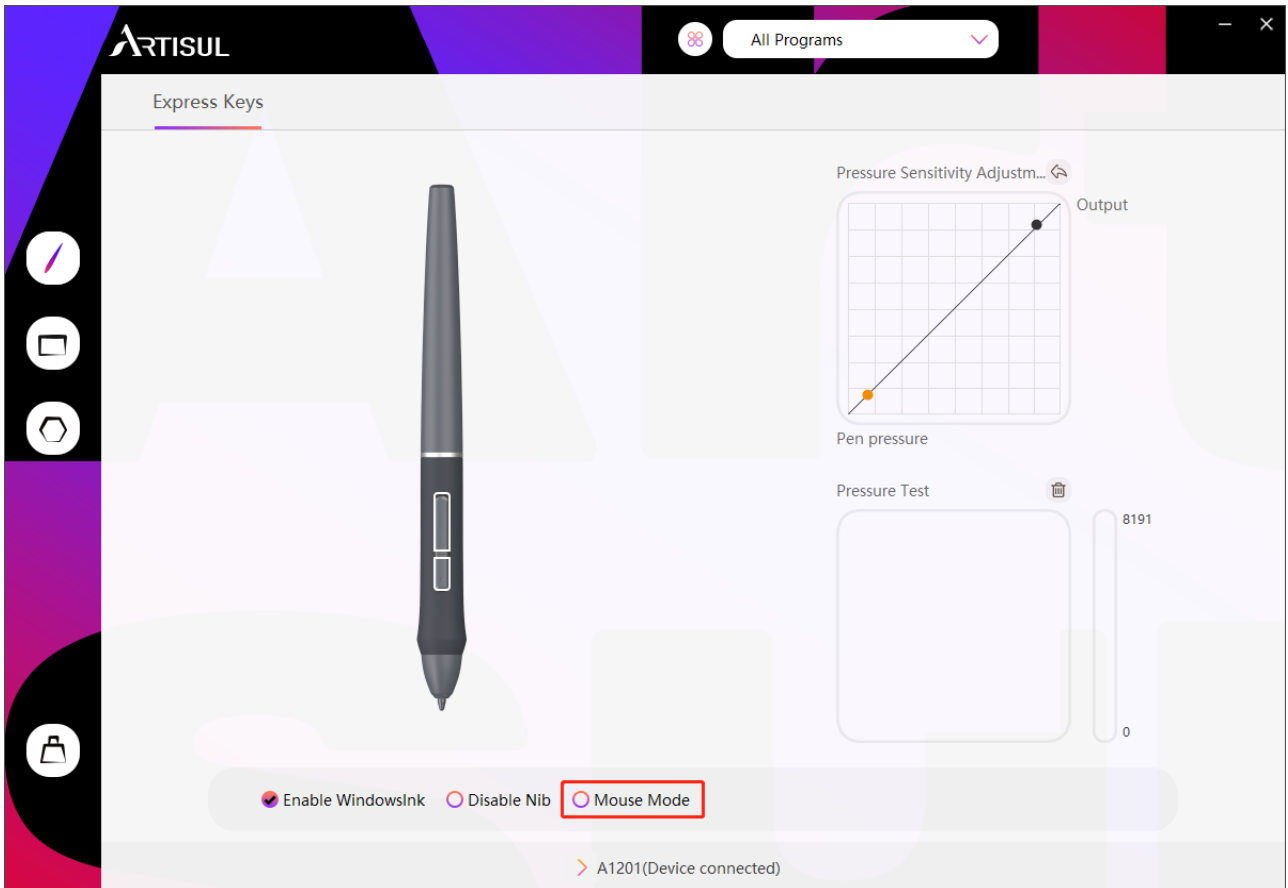 ARTISUL
All Programs
Express Keys
Pressure Sensitivity Adjustm...
Output
Pen pressure
Pressure Test
8191
0
Enable WindowsInk
Disable Nib
Mouse Mode
A1201(Device connected)